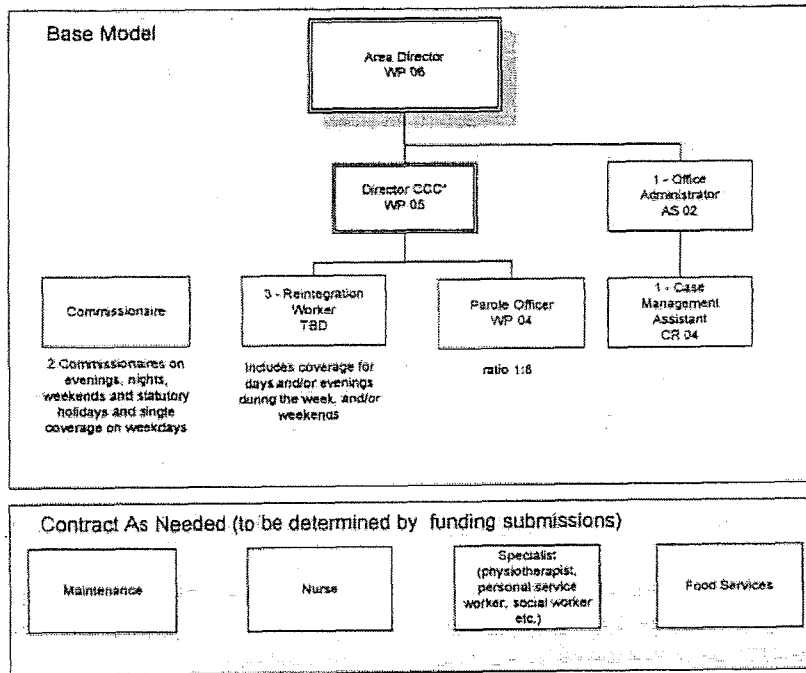 Base Model
Area Director
WP 06
Director CCC*
WP 05
1 - Office
Administrator
AS 02
Commissionaire
3 - Reintegration
Worker
TBD
Parole Officer
WP 04
1 - Case
Management
Assistant
CR 04
2 Commissionaires on
evenings, nights,
weekends and statutory
holidays and single
coverage on weekdays
Includes coverage for
days and/or evenings
during the week, and/or
weekends
ratio 1:8
Contract As Needed (to be determined by funding submissions)
Maintenance
Nurse
Specialist
(physiotherapist,
personal service
worker, social worker
etc.)
Food Services